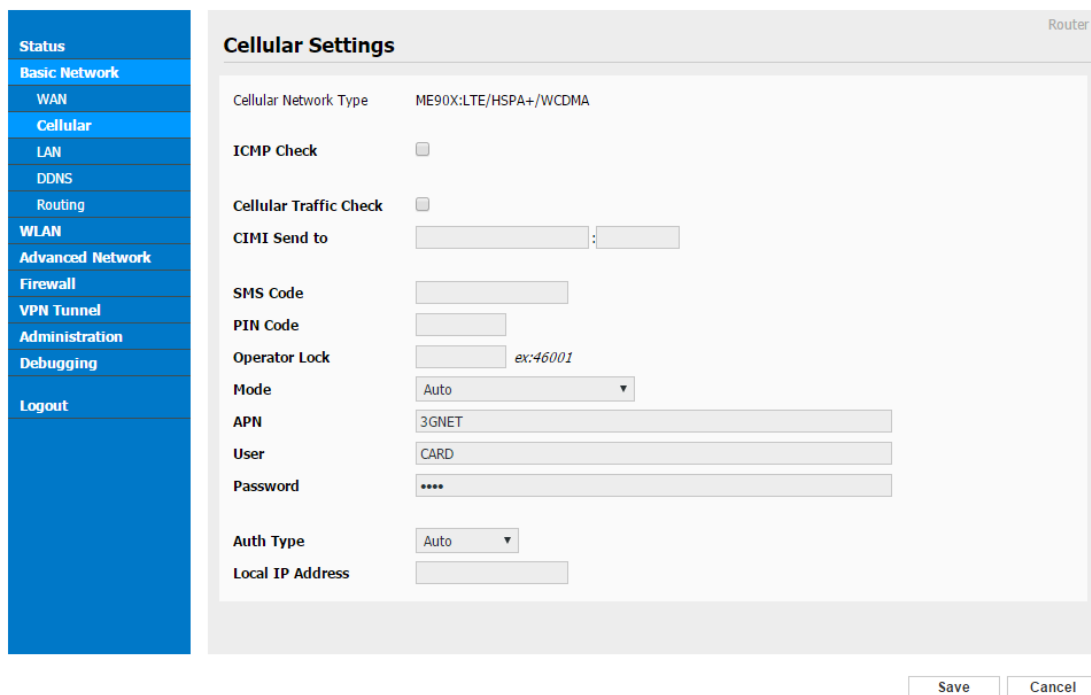 Router
Status
Basic Network
WAN
Cellular
LAN
DDNS
Routing
WLAN
Advanced Network
Firewall
VPN Tunnel
Administration
Debugging
Logout
Cellular Settings
Cellular Network Type ME90X:LTE/HSPA+/WCDMA
ICMP Check
Cellular Traffic Check
CIMI Send to :
SMS Code
PIN Code
Operator Lock ex:46001
Mode Auto
APN 3GNET
User CARD
Password ••••
Auth Type Auto
Local IP Address
Save Cancel